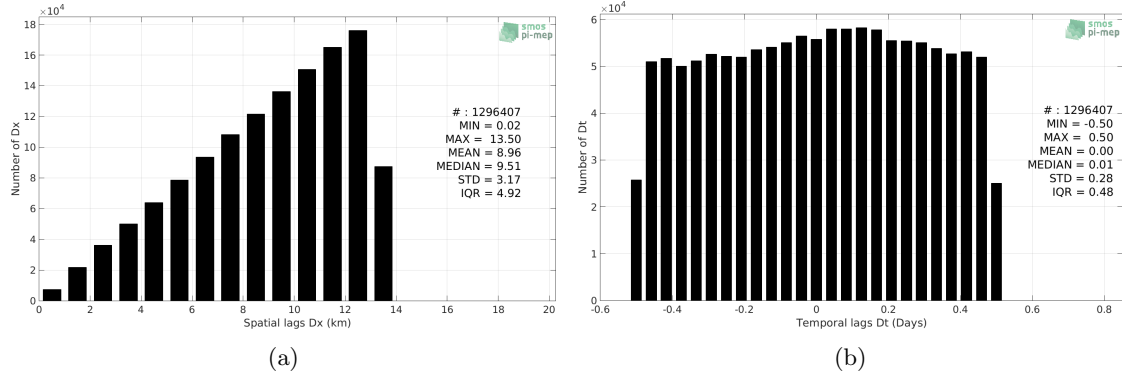 ×10⁴
18
16
14
12
10
8
6
4
2
0
Number of Dx
0 2 4 6 8 10 12 14 16 18 20
Spatial lags Dx (km)
smos
pi-mep
# : 1296407
MIN = 0.02
MAX = 13.50
MEAN = 8.96
MEDIAN = 9.51
STD = 3.17
IQR = 4.92
(a)
×10⁴
6
5
4
3
2
1
0
Number of Dt
-0.6 -0.4 -0.2 0 0.2 0.4 0.6 0.8
Temporal lags Dt (Days)
smos
pi-mep
# : 1296407
MIN = -0.50
MAX = 0.50
MEAN = 0.00
MEDIAN = 0.01
STD = 0.28
IQR = 0.48
(b)